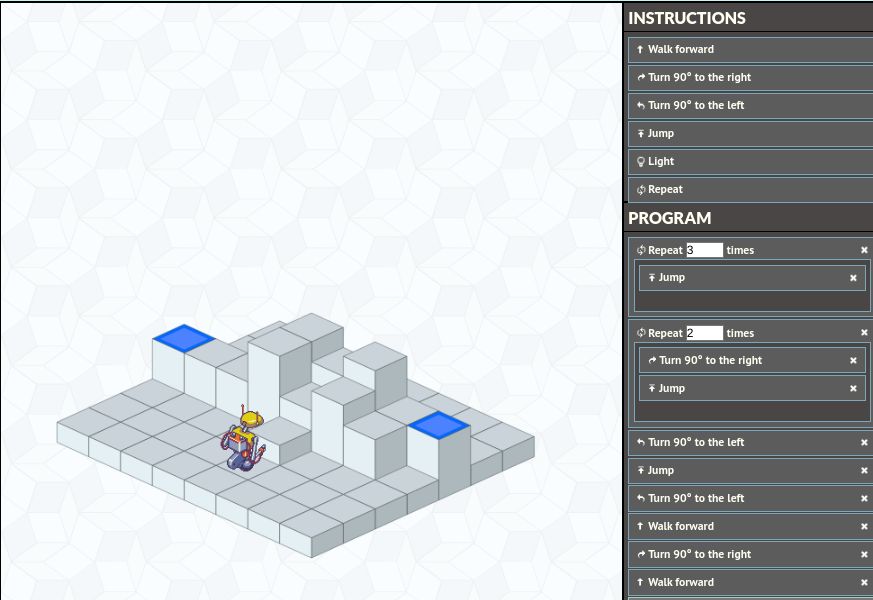 INSTRUCTIONS
Walk forward
Turn 90° to the right
Turn 90° to the left
Jump
Light
Repeat
PROGRAM
Repeat 3 times
Jump
Repeat 2 times
Turn 90° to the right
Jump
Turn 90° to the left
Jump
Turn 90° to the left
Walk forward
Turn 90° to the right
Walk forward